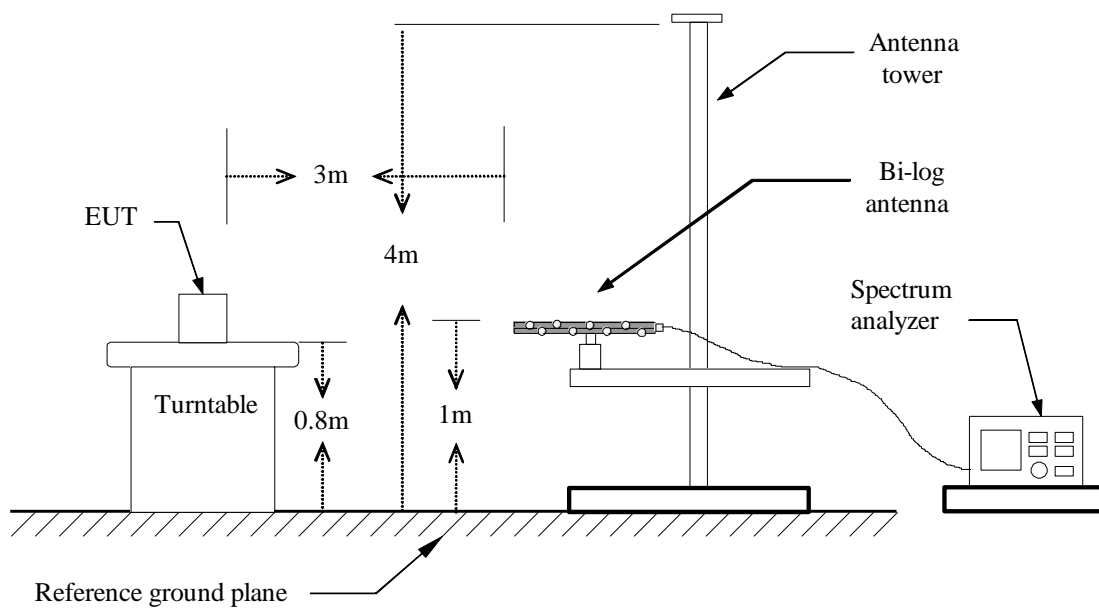 Antenna
tower
3m
Bi-log
antenna
EUT
4m
Spectrum
analyzer
Turntable
0.8m
1m
Reference ground plane